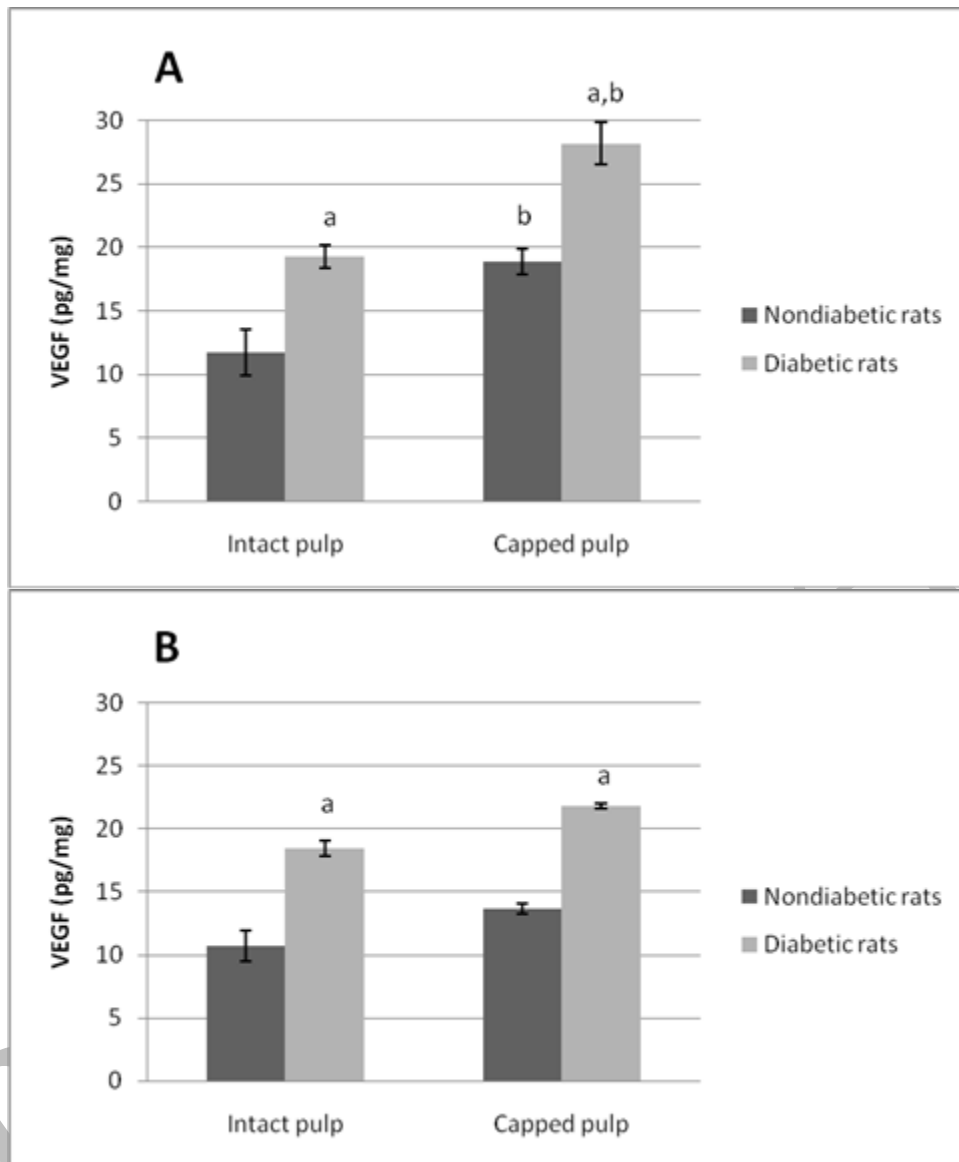 A
a,b
30
25
a
b
20
15
10
5
0
VEGF (pg/mg)
Intact pulp
Capped pulp
Nondiabetic rats
Diabetic rats
B
30
25
a
a
20
15
10
5
0
VEGF (pg/mg)
Intact pulp
Capped pulp
Nondiabetic rats
Diabetic rats